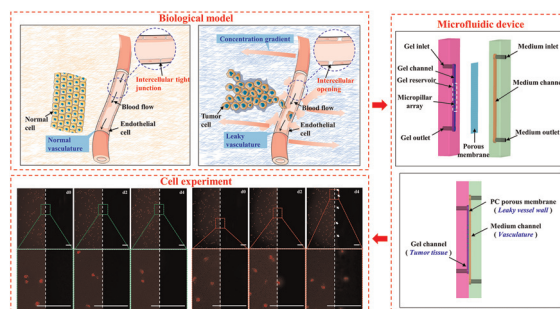 Biological model
Intercellular tight
junction
Blood flow
Normal
cell
Endothelial
cell
Normal
vasculature
Concentration gradient
Intercellular
opening
Blood flow
Tumor
cell
Endothelial
cell
Leaky
vasculature
Microfluidic device
Gel inlet
Gel channel
Gel reservoir
Micropillar
array
Gel outlet
Porous
membrane
Medium inlet
Medium channel
Medium outlet
PC porous membrane
( Leaky vessel wall )
Medium channel
( Vasculature )
Gel channel
( Tumor tissue )
Cell experiment
d0
d2
d4
d0
d2
d4